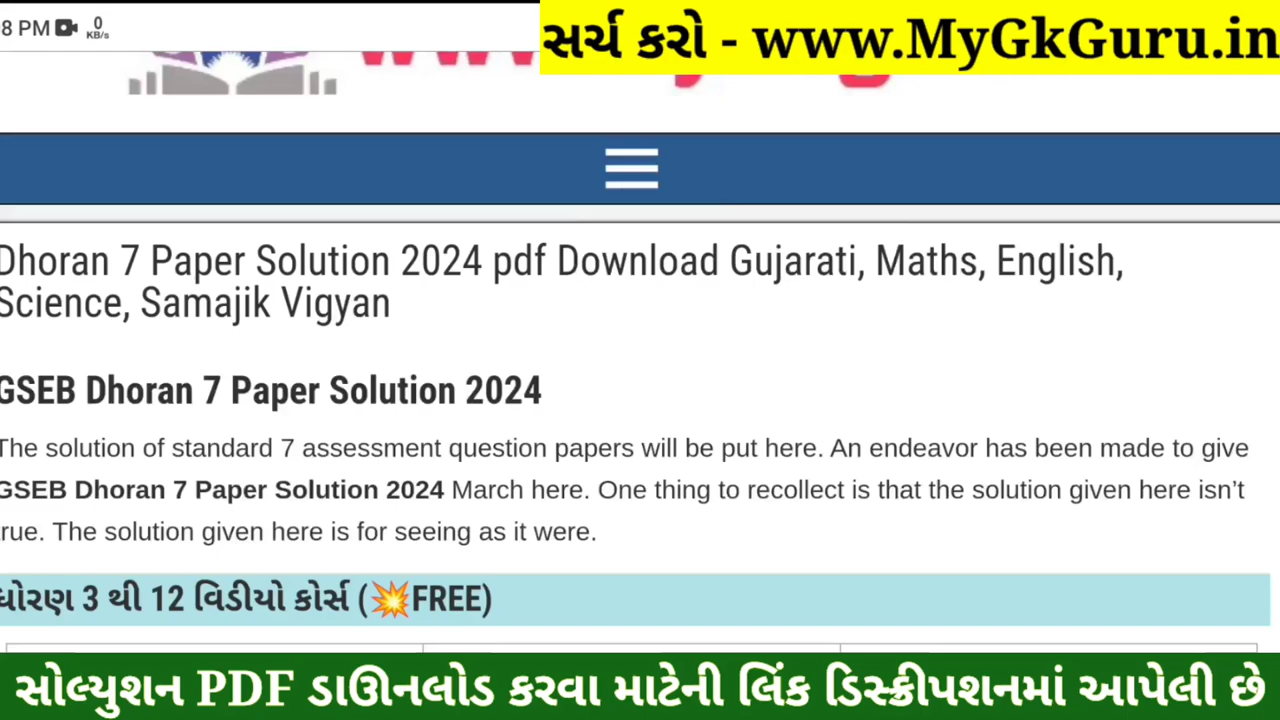 8 PM 0 KB/s
સર્ચ કરો - www.MyGkGuru.in
Dhoran 7 Paper Solution 2024 pdf Download Gujarati, Maths, English,
Science, Samajik Vigyan
GSEB Dhoran 7 Paper Solution 2024
The solution of standard 7 assessment question papers will be put here. An endeavor has been made to give
GSEB Dhoran 7 Paper Solution 2024 March here. One thing to recollect is that the solution given here isn't
true. The solution given here is for seeing as it were.
ધોરણ 3 થી 12 વિડીયો કોર્સ (💥FREE)
સોલ્યુશન PDF ડાઊનલોડ કરવા માટેની લિંક ડિસ્ક્રીપશનમાં આપેલી છે